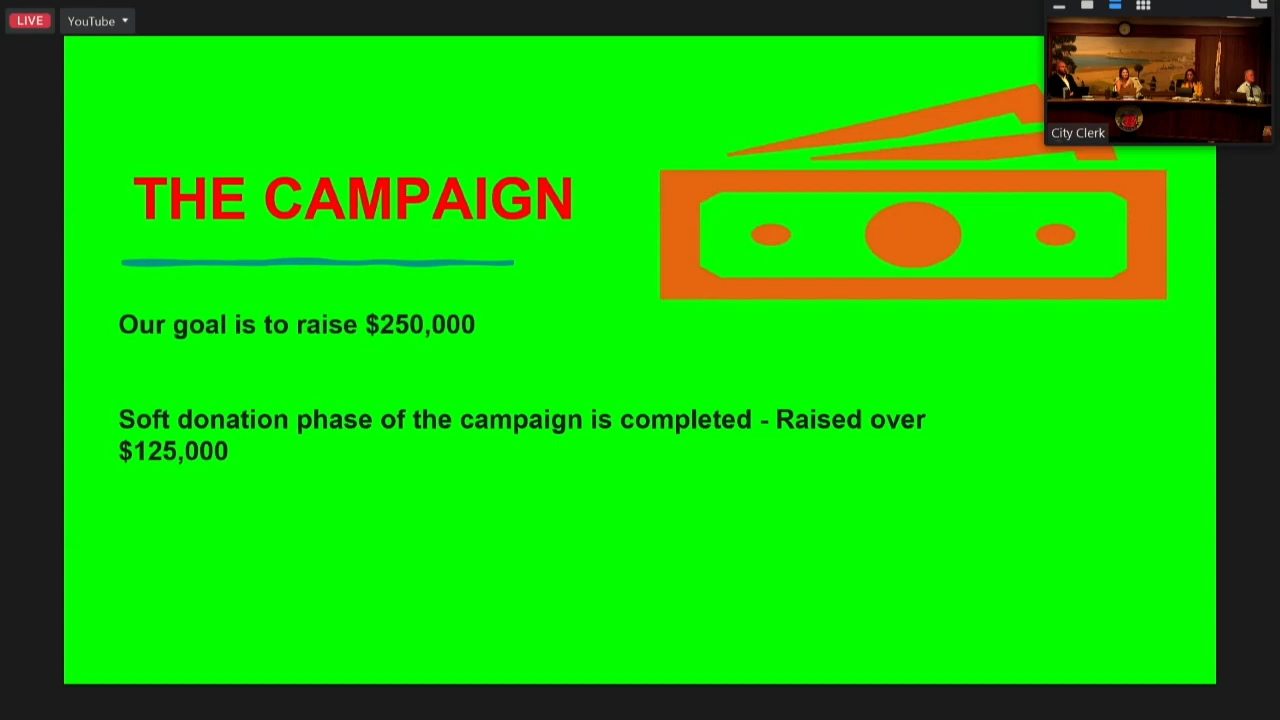 LIVE
YouTube
City Clerk
THE CAMPAIGN
Our goal is to raise $250,000
Soft donation phase of the campaign is completed - Raised over
$125,000